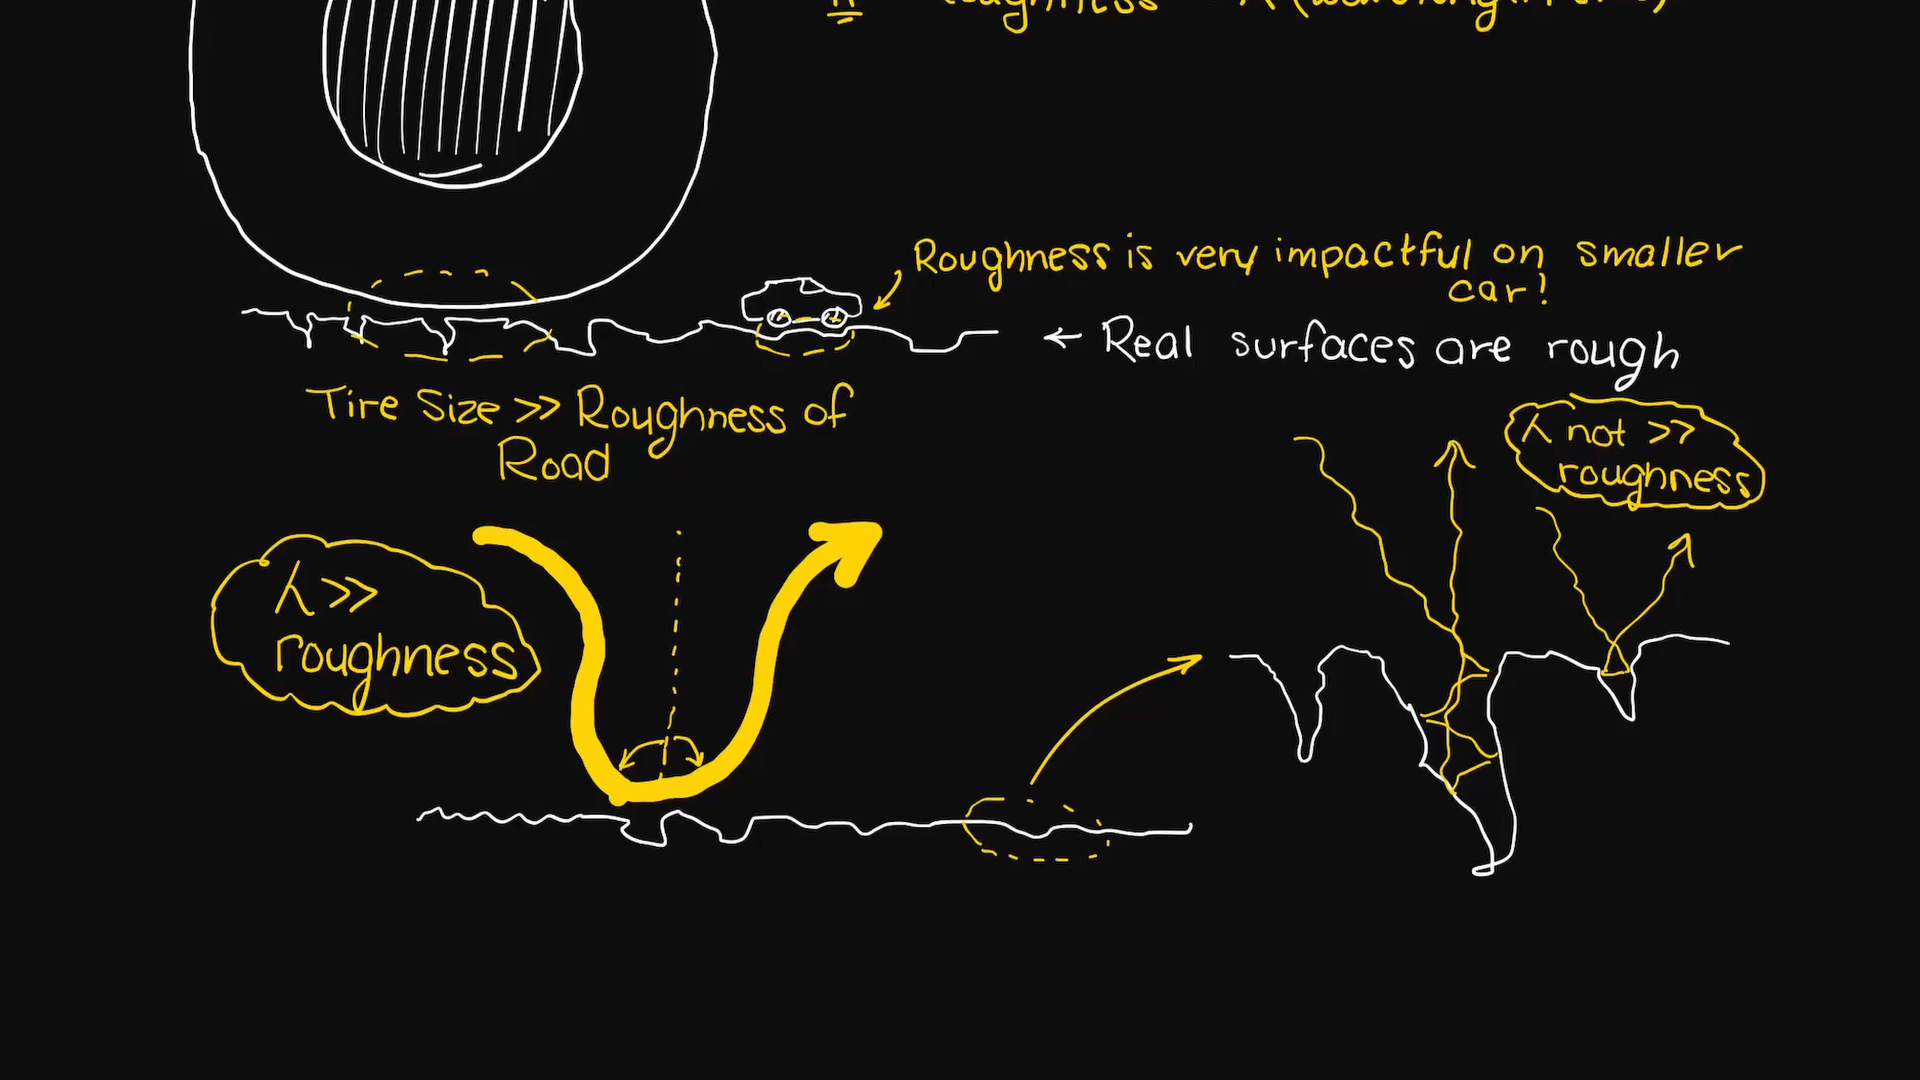 Roughness is very impactful on smaller
car!
← Real surfaces are rough
Tire Size >> Roughness of
Road
λ not >>
roughness
λ >>
roughness